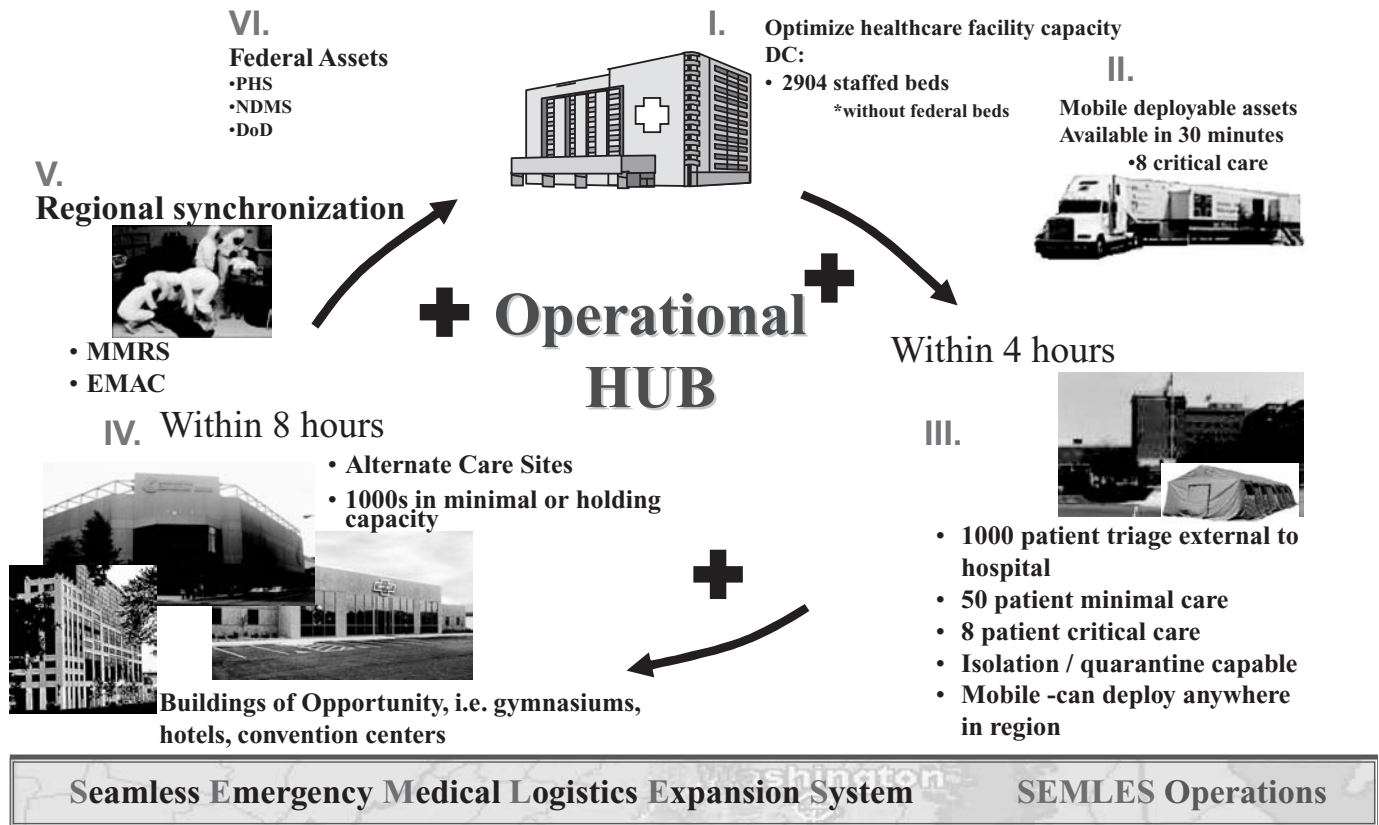 I.
Optimize healthcare facility capacity
DC:
• 2904 staffed beds
*without federal beds
II.
Mobile deployable assets
Available in 30 minutes
•8 critical care
Within 4 hours
III.
• 1000 patient triage external to
hospital
• 50 patient minimal care
• 8 patient critical care
• Isolation / quarantine capable
• Mobile -can deploy anywhere
in region
IV.
Within 8 hours
• Alternate Care Sites
• 1000s in minimal or holding
capacity
Buildings of Opportunity, i.e. gymnasiums,
hotels, convention centers
V.
Regional synchronization
• MMRS
• EMAC
VI.
Federal Assets
•PHS
•NDMS
•DoD
Operational
HUB
Washington
Seamless Emergency Medical Logistics Expansion System
SEMLES Operations